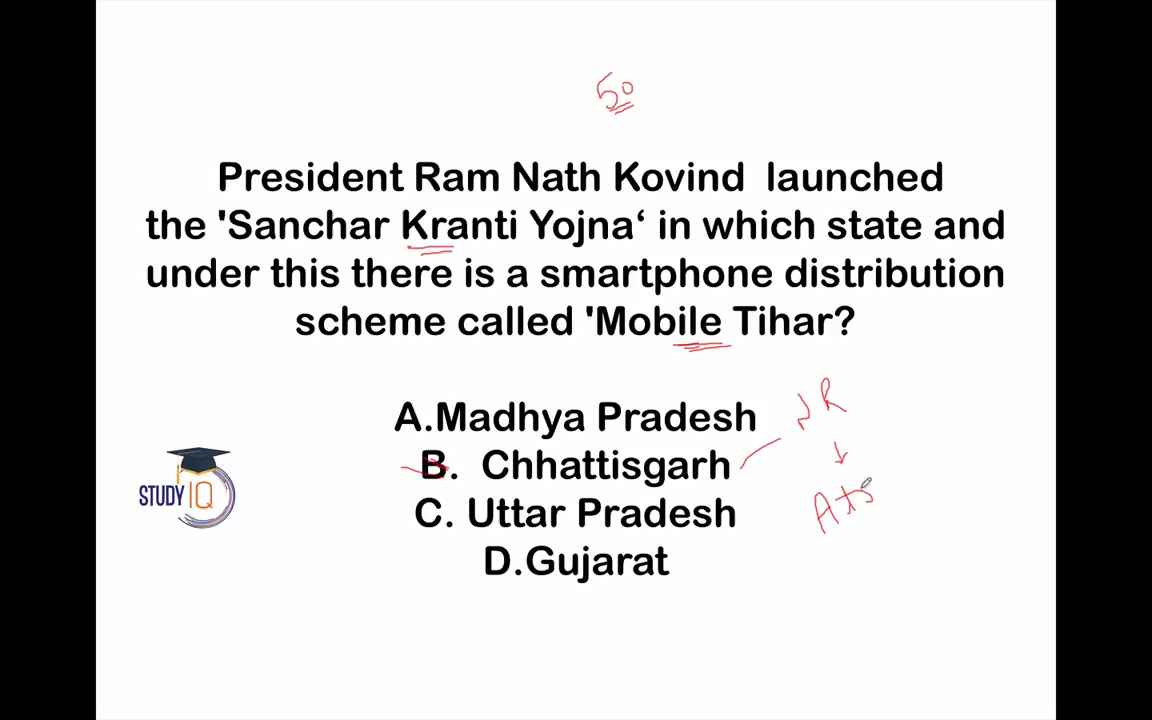 50
President Ram Nath Kovind launched
the 'Sanchar Kranti Yojna‘ in which state and
under this there is a smartphone distribution
scheme called 'Mobile Tihar?
A.Madhya Pradesh
B. Chhattisgarh
C. Uttar Pradesh
D.Gujarat
STUDY IQ
NR